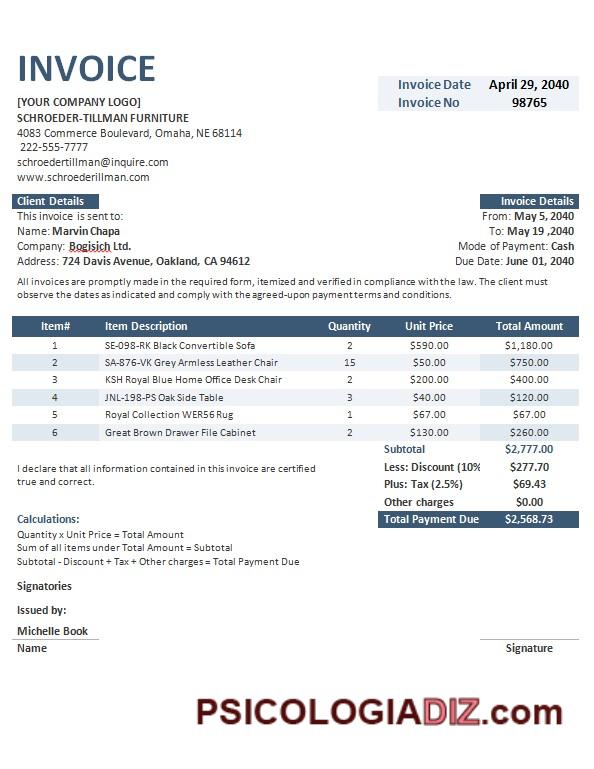 INVOICE
Invoice Date April 29, 2040
Invoice No 98765
[YOUR COMPANY LOGO]
SCHROEDER-TILLMAN FURNITURE
4083 Commerce Boulevard, Omaha, NE 68114
222-555-7777
schroedertillman@inquire.com
www.schroederillman.com
Client Details Invoice Details
This invoice is sent to: From: May 5, 2040
Name: Marvin Chapa To: May 19 ,2040
Company: Bogisich Ltd. Mode of Payment: Cash
Address: 724 Davis Avenue, Oakland, CA 94612 Due Date: June 01, 2040
All invoices are promptly made in the required form, itemized and verified in compliance with the law. The client must
observe the dates as indicated and comply with the agreed-upon payment terms and conditions.
Item# Item Description Quantity Unit Price Total Amount
1 SE-098-RK Black Convertible Sofa 2 $590.00 $1,180.00
2 SA-876-VK Grey Armless Leather Chair 15 $50.00 $750.00
3 KSH Royal Blue Home Office Desk Chair 2 $200.00 $400.00
4 JNL-198-PS Oak Side Table 3 $40.00 $120.00
5 Royal Collection WER56 Rug 1 $67.00 $67.00
6 Great Brown Drawer File Cabinet 2 $130.00 $260.00
Subtotal $2,777.00
I declare that all information contained in this invoice are certified
true and correct.
Less: Discount (10% $277.70
Plus: Tax (2.5%) $69.43
Other charges $0.00
Calculations: Total Payment Due $2,568.73
Quantity x Unit Price = Total Amount
Sum of all items under Total Amount = Subtotal
Subtotal - Discount + Tax + Other charges = Total Payment Due
Signatories
Issued by:
Michelle Book
Name Signature
PSICOLOGIADIZ.com